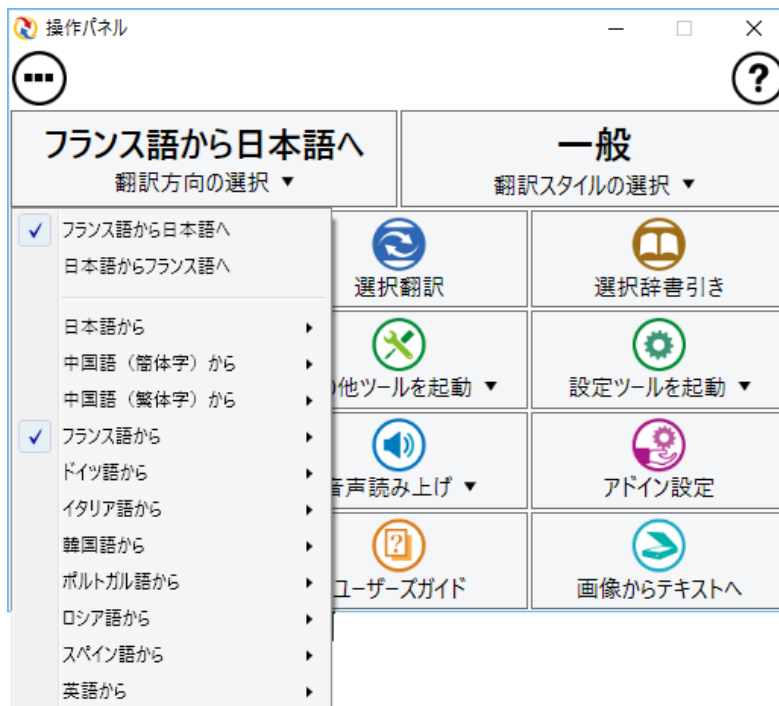 操作パネル
フランス語から日本語へ
翻訳方向の選択 ▼
一般
翻訳スタイルの選択 ▼
フランス語から日本語へ
日本語からフランス語へ
日本語から
中国語（簡体字）から
中国語（繁体字）から
フランス語から
ドイツ語から
イタリア語から
韓国語から
ポルトガル語から
ロシア語から
スペイン語から
英語から
選択翻訳
選択辞書引き
他ツールを起動 ▼
設定ツールを起動 ▼
音声読み上げ ▼
アドイン設定
ユーザーズガイド
画像からテキストへ